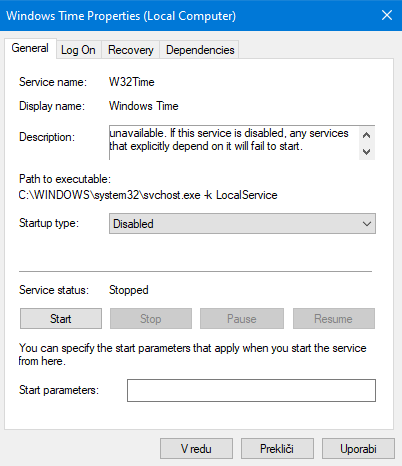 Windows Time Properties (Local Computer)
General Log On Recovery Dependencies
Service name: W32Time
Display name: Windows Time
Description: unavailable. If this service is disabled, any services
that explicitly depend on it will fail to start.
Path to executable:
C:\WINDOWS\system32\svchost.exe -k LocalService
Startup type: Disabled
Service status: Stopped
Start Stop Pause Resume
You can specify the start parameters that apply when you start the service
from here.
Start parameters:
V redu Prekliči Uporabi